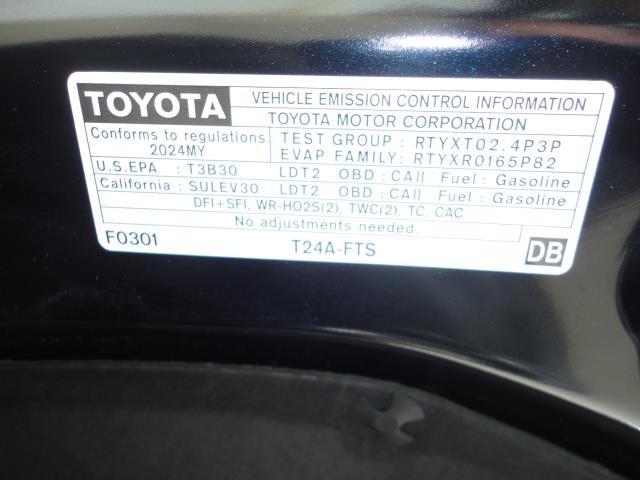 TOYOTA VEHICLE EMISSION CONTROL INFORMATION
TOYOTA MOTOR CORPORATION
Conforms to regulations
2024MY
TEST GROUP : RTYXT02.4P3P
EVAP FAMILY: RTYXR0165P82
U.S.EPA : T3B30 LDT2 OBD : CAII Fuel : Gasoline
California : SULEV30 LDT2 OBD : CAII Fuel : Gasoline
DFI+SFI, WR-HO2S(2), TWC(2), TC, CAC
No adjustments needed.
F0301 T24A-FTS DB